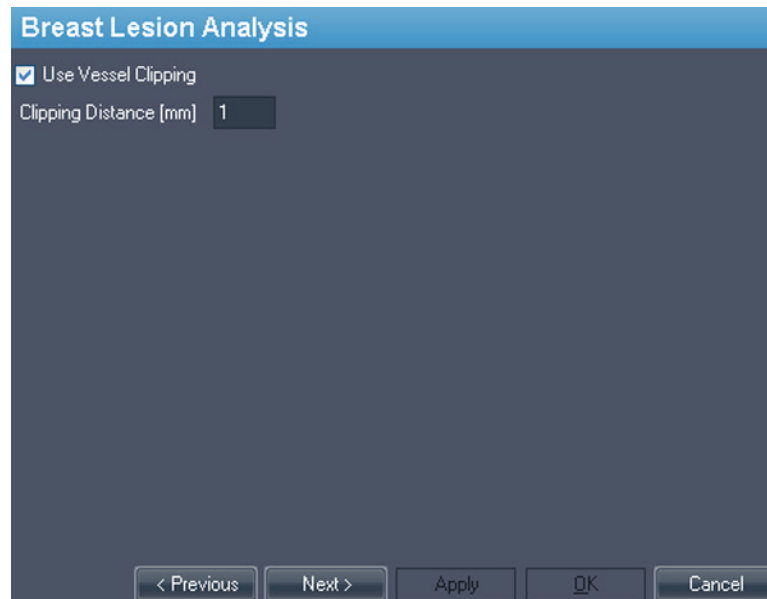 Breast Lesion Analysis
Use Vessel Clipping
Clipping Distance [mm] 1
< Previous Next > Apply OK Cancel